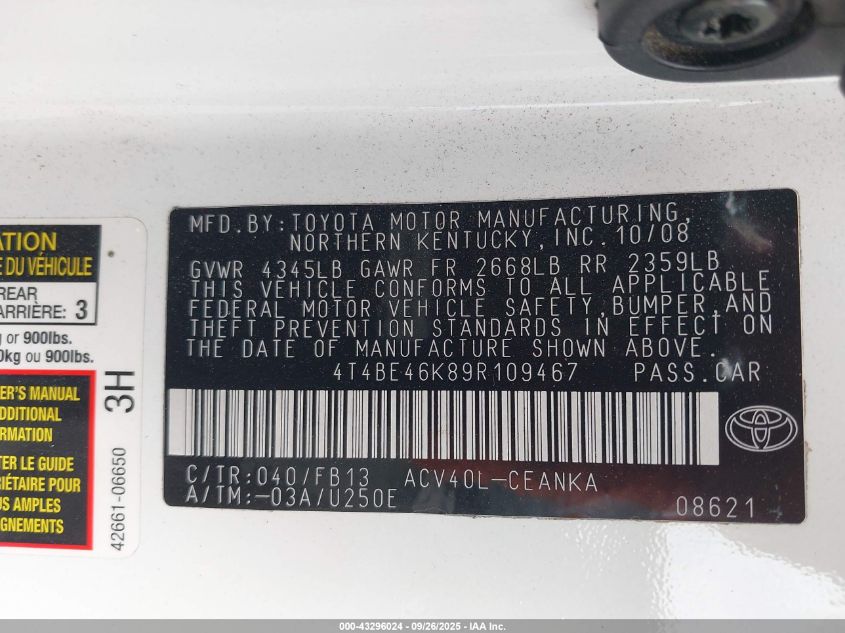 MFD.BY:TOYOTA MOTOR MANUFACTURING,
NORTHERN KENTUCKY,INC.10/08
GVWR 4345LB GAWR FR 2668LB RR 2359LB
THIS VEHICLE CONFORMS TO ALL APPLICABLE
FEDERAL MOTOR VEHICLE SAFETY,BUMPER,AND
THEFT PREVENTION STANDARDS IN EFFECT ON
THE DATE OF MANUFACTURE SHOWN ABOVE.
4T4BE46K89R109467 PASS.CAR
C/TR:040/FB13 ACV40L-CEANKA
A/TM:-03A/U250E
08621
ATION
E DU VÉHICULE
REAR
ARRIÈRE: 3
g or 900lbs.
0kg ou 900lbs.
ER'S MANUAL
ADDITIONAL
RMATION
TER LE GUIDE
RIÉTAIRE POUR
US AMPLES
GNEMENTS
3H
42661-06650
000-43296024 - 09/26/2025 - IAA Inc.